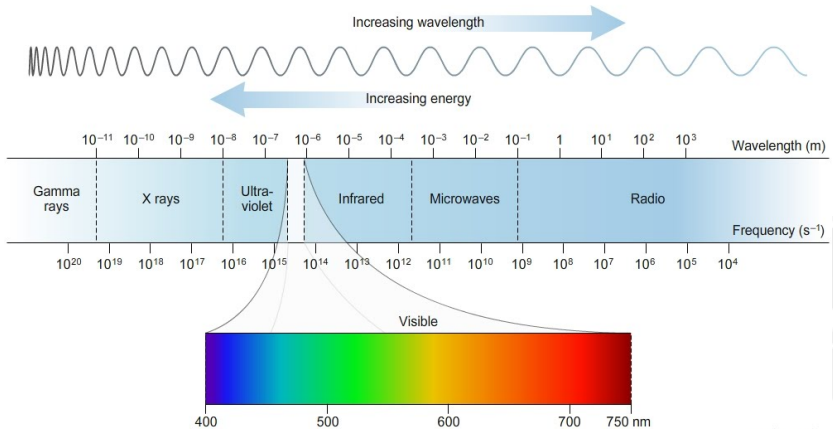 Increasing wavelength
Increasing energy
10⁻¹¹ 10⁻¹⁰ 10⁻⁹ 10⁻⁸ 10⁻⁷ 10⁻⁶ 10⁻⁵ 10⁻⁴ 10⁻³ 10⁻² 10⁻¹ 1 10¹ 10² 10³ Wavelength (m)
Gamma
rays
X rays
Ultra-
violet
Infrared
Microwaves
Radio
Frequency (s⁻¹)
10²⁰ 10¹⁹ 10¹⁸ 10¹⁷ 10¹⁶ 10¹⁵ 10¹⁴ 10¹³ 10¹² 10¹¹ 10¹⁰ 10⁹ 10⁸ 10⁷ 10⁶ 10⁵ 10⁴
Visible
400 500 600 700 750 nm